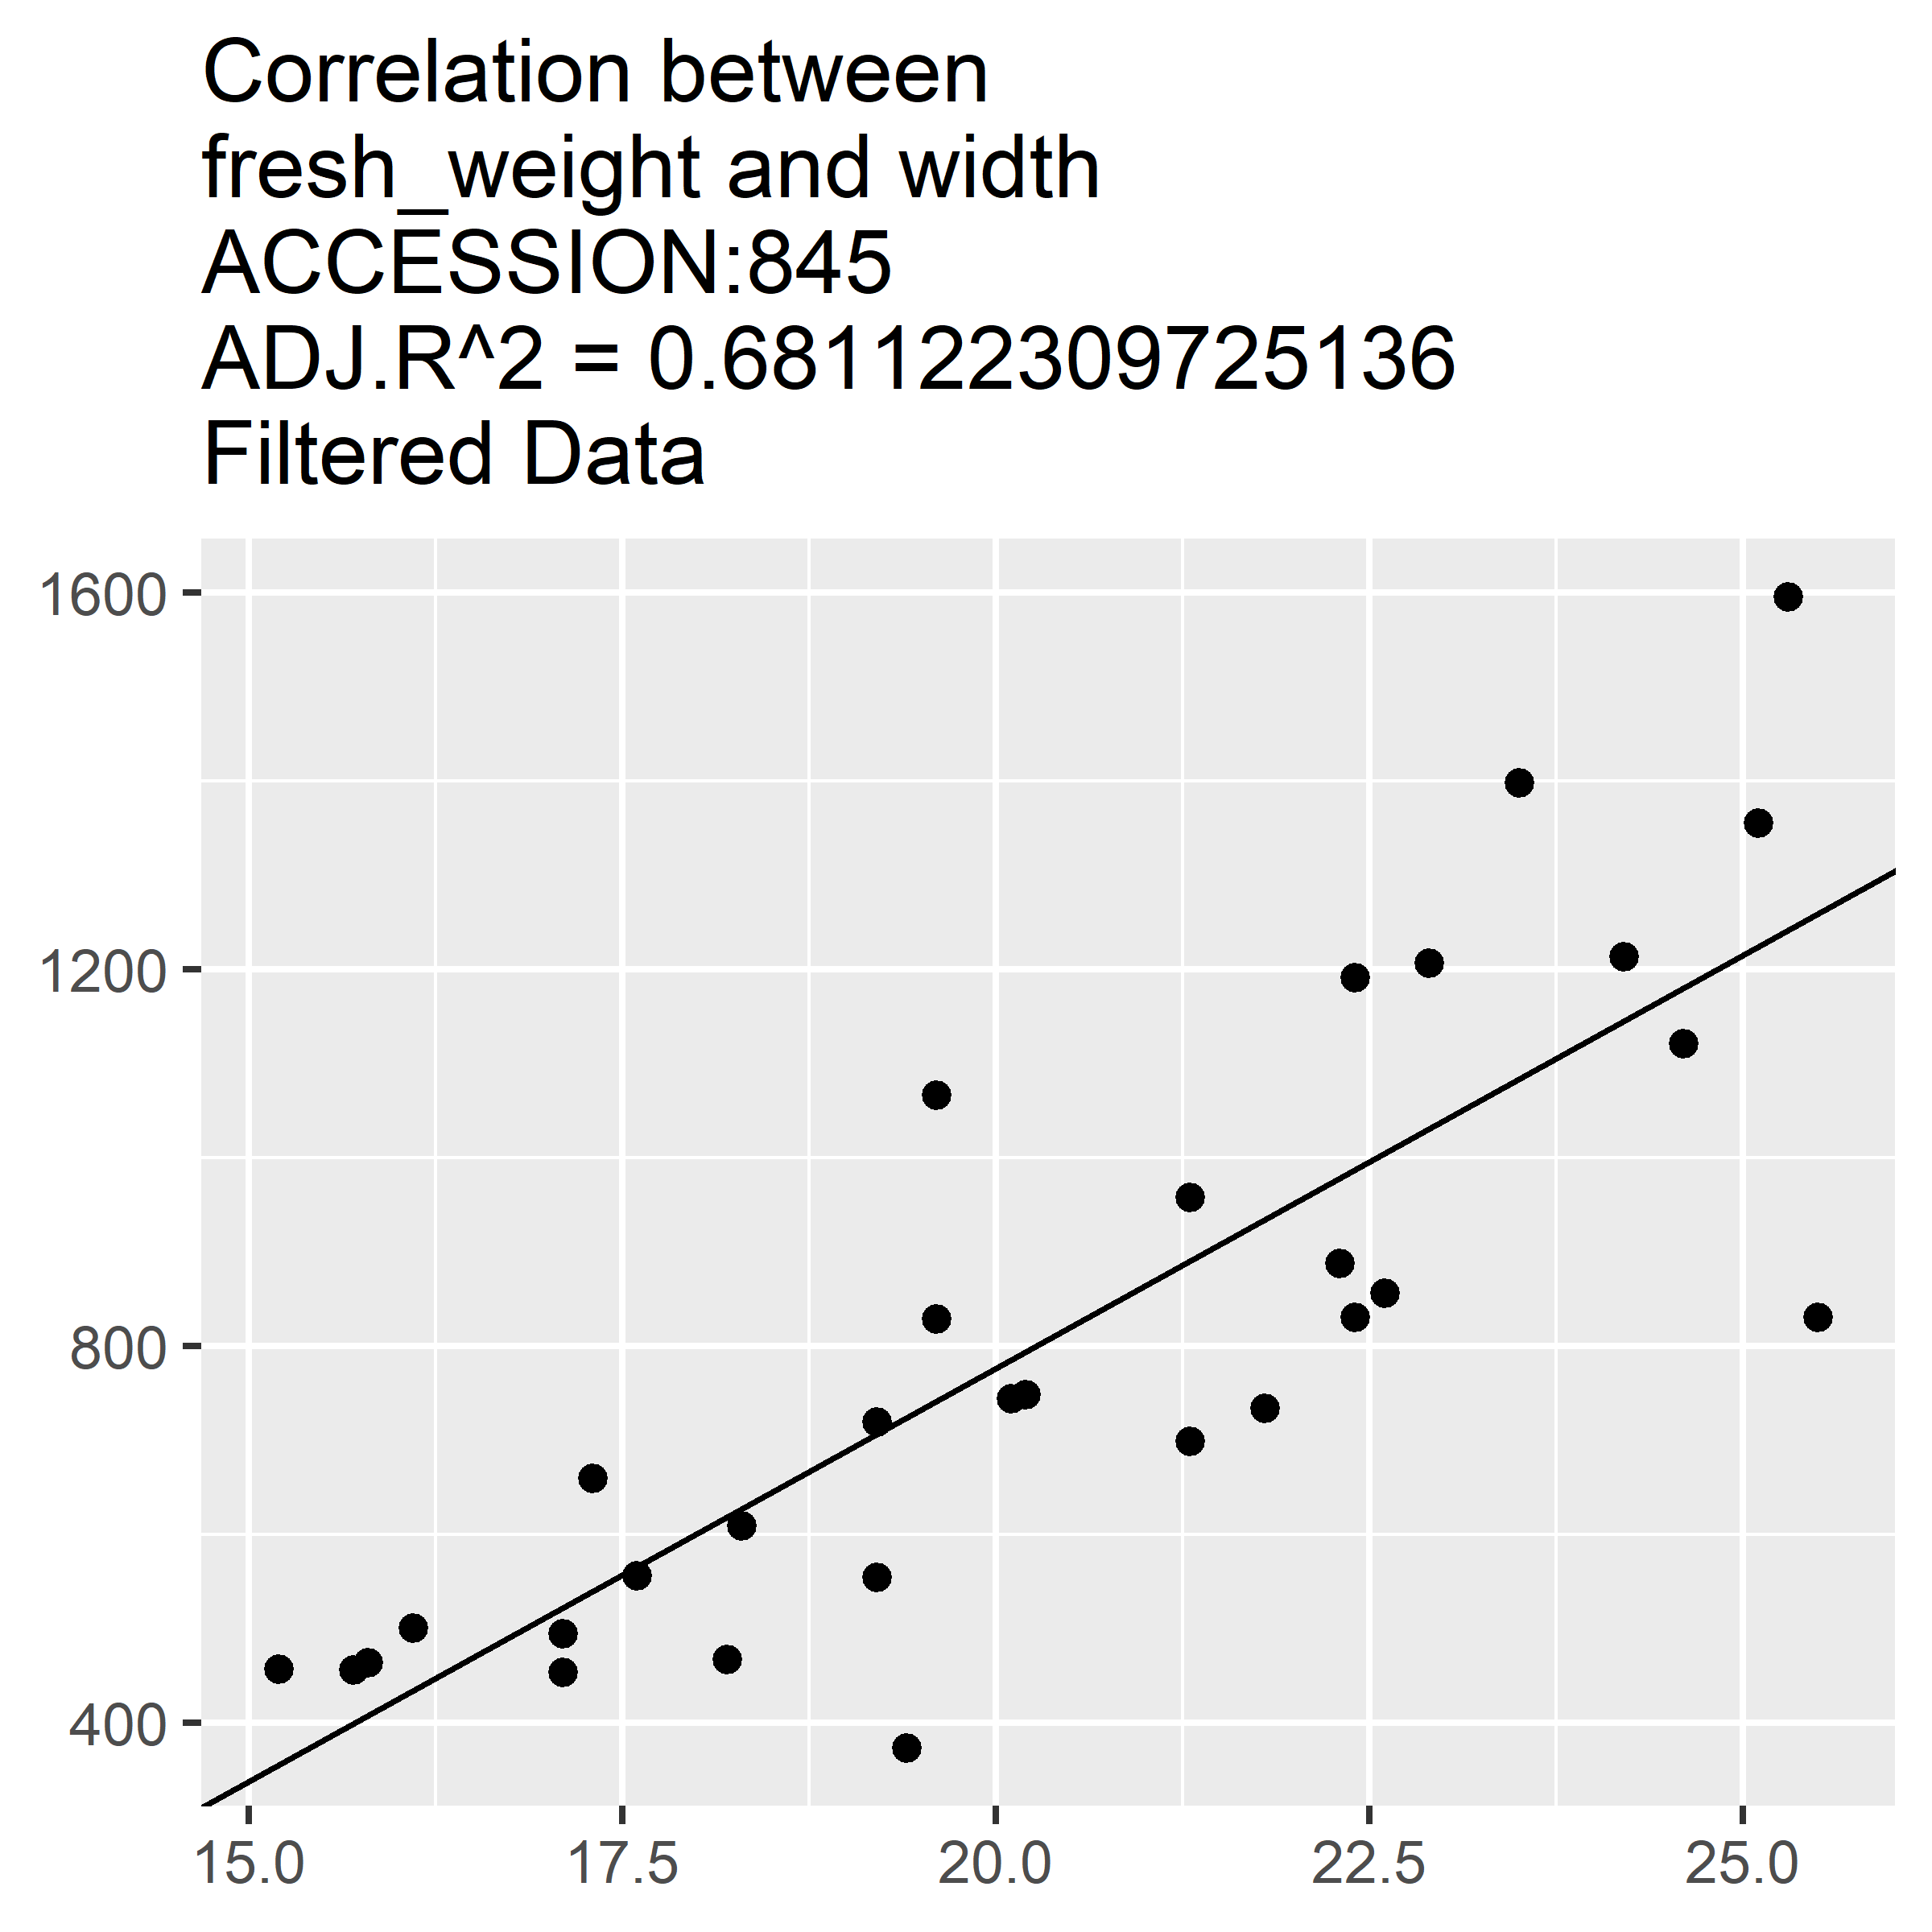 Correlation between
fresh_weight and width
ACCESSION:845
ADJ.R^2 = 0.681122309725136
Filtered Data
1600
1200
800
400
15.0 17.5 20.0 22.5 25.0